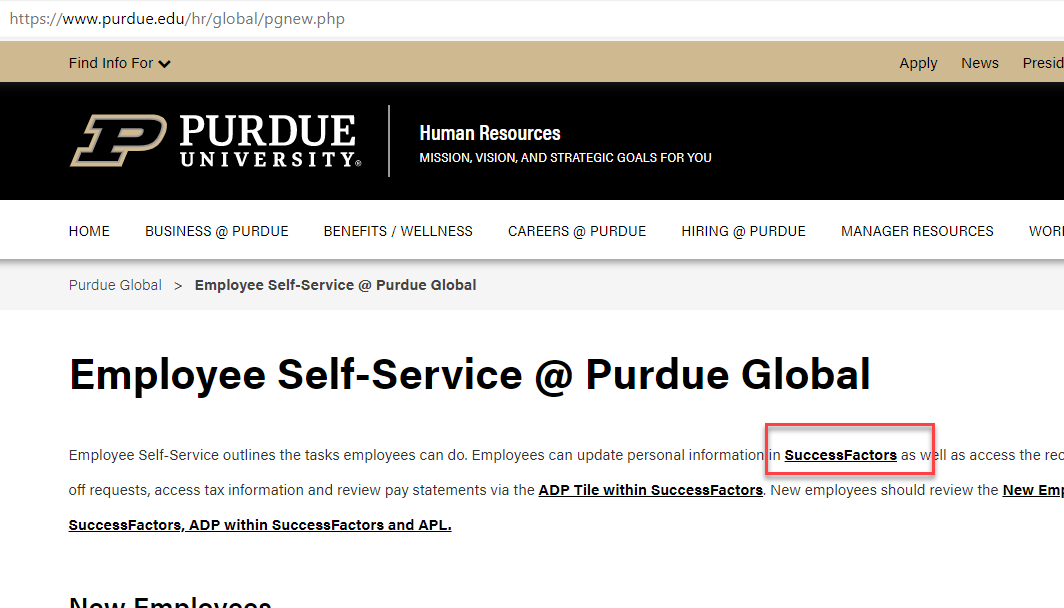 https://www.purdue.edu/hr/global/pgnew.php
Find Info For
Apply News Presid
PURDUE
UNIVERSITY®
Human Resources
MISSION, VISION, AND STRATEGIC GOALS FOR YOU
HOME BUSINESS @ PURDUE BENEFITS / WELLNESS CAREERS @ PURDUE HIRING @ PURDUE MANAGER RESOURCES WOR
Purdue Global > Employee Self-Service @ Purdue Global
Employee Self-Service @ Purdue Global
Employee Self-Service outlines the tasks employees can do. Employees can update personal information in SuccessFactors as well as access the rec
off requests, access tax information and review pay statements via the ADP Tile within SuccessFactors. New employees should review the New Emp
SuccessFactors, ADP within SuccessFactors and APL.
New Employees